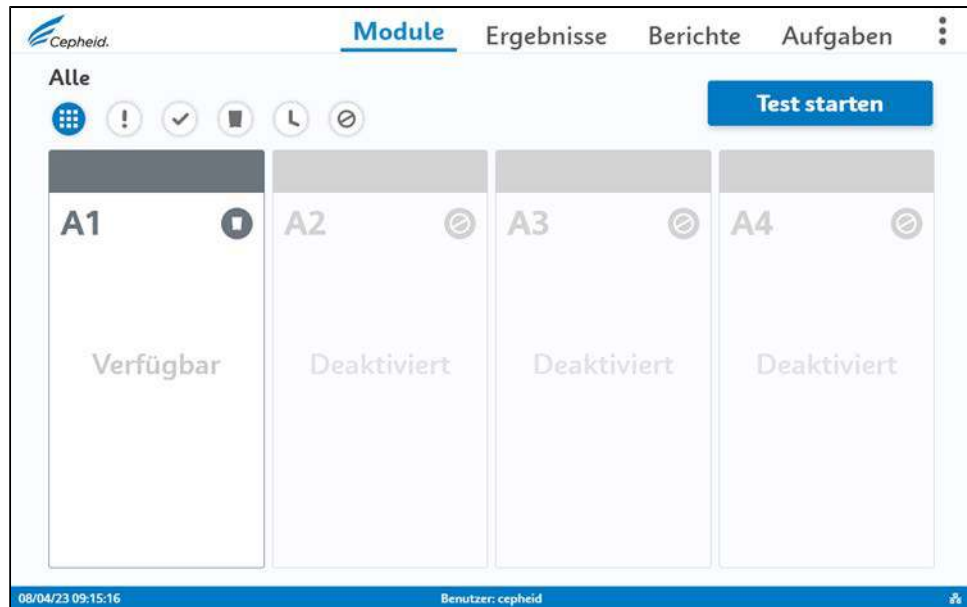 Cepheid.
Module Ergebnisse Berichte Aufgaben
Alle
Test starten
A1 A2 A3 A4
Verfügbar Deaktiviert Deaktiviert Deaktiviert
08/04/23 09:15:16 Benutzer: cepheid